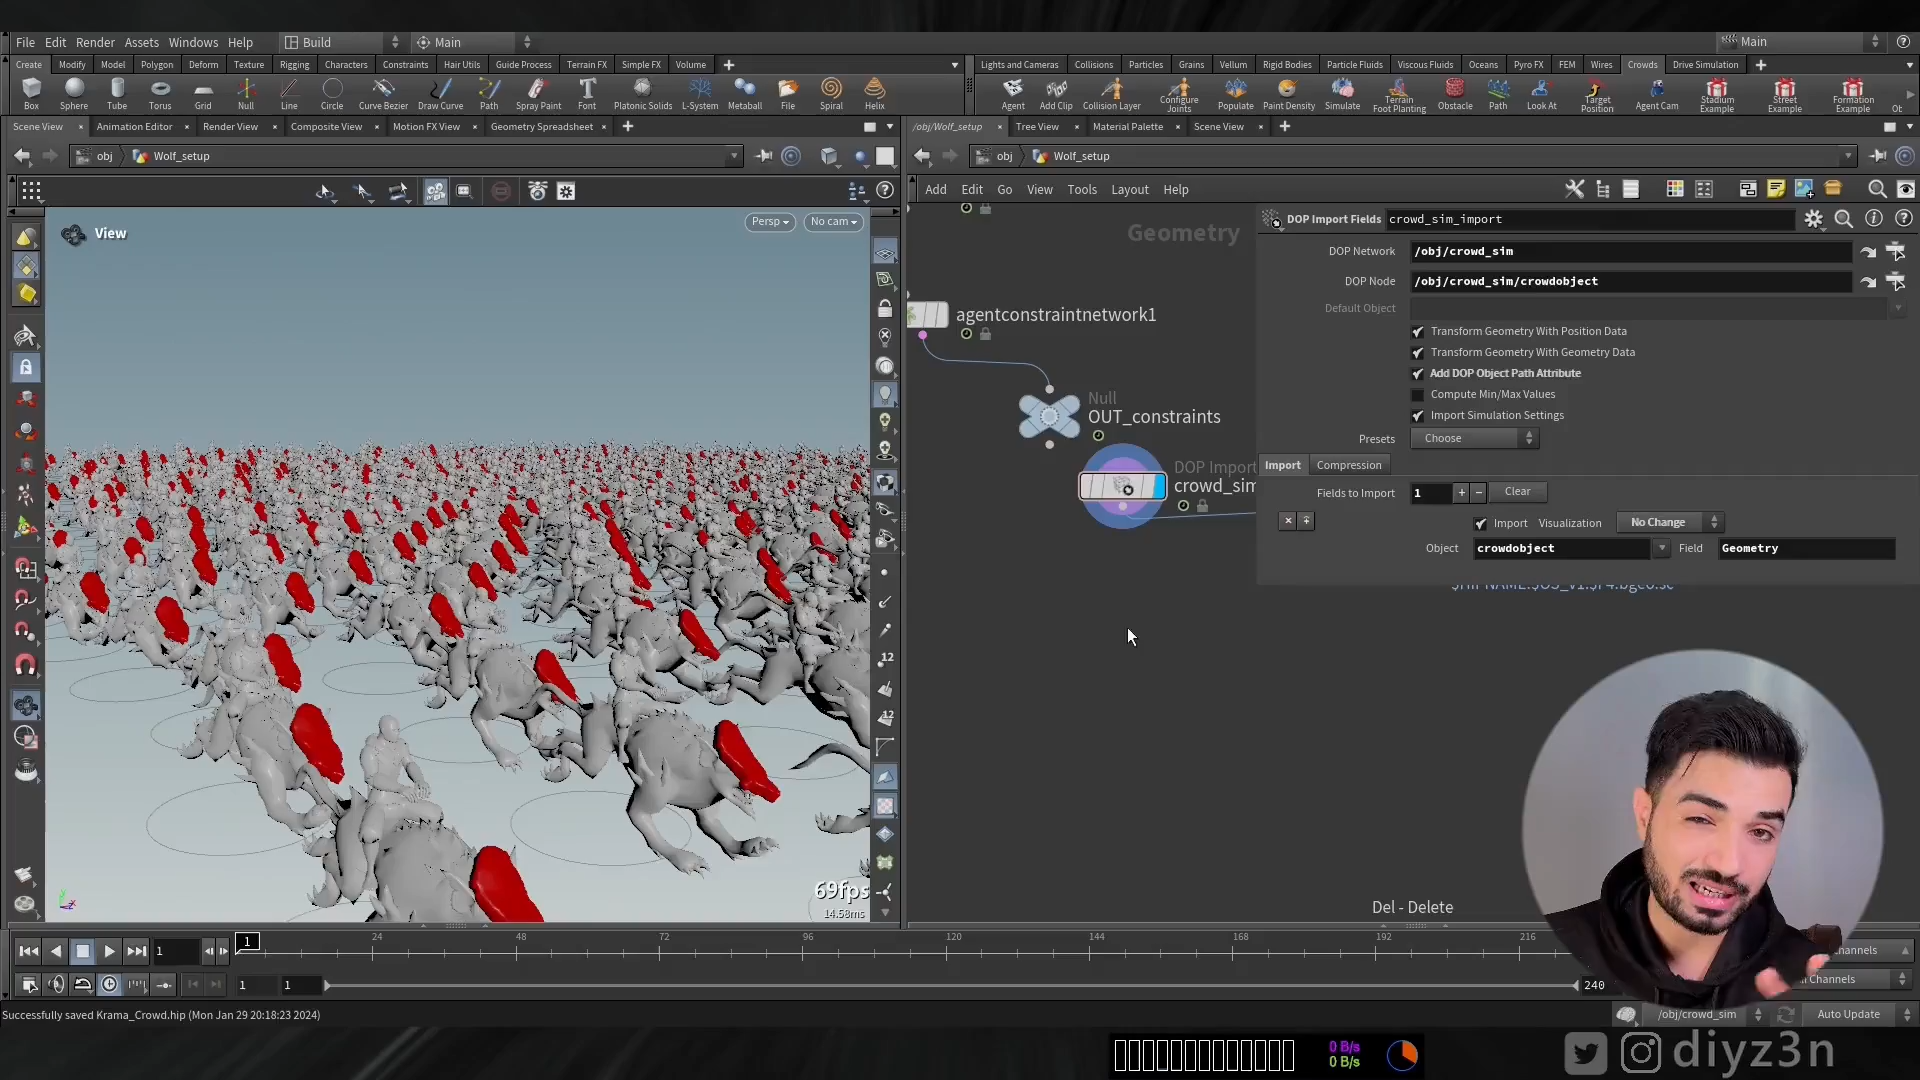 File Edit Render Assets Windows Help Build Main Main
Create Modify Model Polygon Deform Texture Rigging Characters Constraints Hair Utils Guide Process Terrain FX Simple FX Volume
Lights and Cameras Collisions Particles Grains Vellum Rigid Bodies Particle Fluids Viscous Fluids Oceans Pyro FX FEM Wires Crowds Drive Simulation
Box Sphere Tube Torus Grid Null Line Circle Curve Bezier Draw Curve Path Spray Paint Font Platonic Solids L-System Metaball File Spiral Helix
Agent Add Clip Collision Layer Configure Joints Populate Paint Density Simulate Terrain Foot Planting Obstacle Path Look At Target Position Agent Cam Stadium Example Street Example Formation Example
Scene View Animation Editor Render View Composite View Motion FX View Geometry Spreadsheet
/obj/Wolf_setup Tree View Material Palette Scene View
obj Wolf_setup
obj Wolf_setup
Add Edit Go View Tools Layout Help
View
Persp No cam
Geometry
DOP Import Fields crowd_sim_import
DOP Network /obj/crowd_sim
DOP Node /obj/crowd_sim/crowdobject
Default Object
Transform Geometry With Position Data
Transform Geometry With Geometry Data
Add DOP Object Path Attribute
Compute Min/Max Values
Import Simulation Settings
Presets Choose
Import Compression
Fields to Import 1 + − Clear
Import Visualization No Change
Object crowdobject Field Geometry
agentconstraintnetwork1
Null
OUT_constraints
DOP Import
crowd_sim
12
12
69fps
14.58ms
Del - Delete
1 1 24 48 72 96 120 144 168 192 216
1 1 240
Channels
Successfully saved Krama_Crowd.hip (Mon Jan 29 20:18:23 2024)
/obj/crowd_sim Auto Update
0 B/s
0 B/s
diyz3n